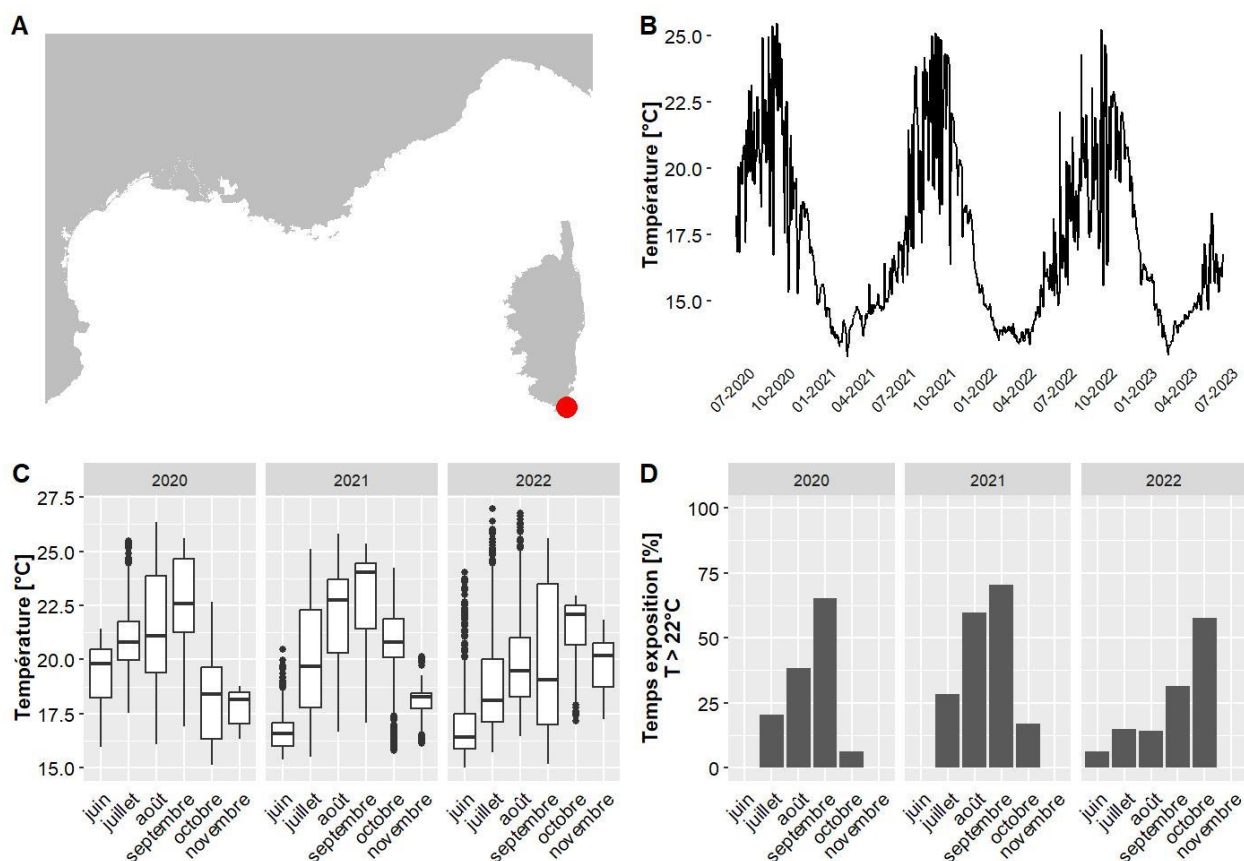 A
B
Température [°C]
25.0
22.5
20.0
17.5
15.0
07-2020
10-2020
01-2021
04-2021
07-2021
10-2021
01-2022
04-2022
07-2022
10-2022
01-2023
04-2023
07-2023
C
2020
2021
2022
Température [°C]
27.5
25.0
22.5
20.0
17.5
15.0
juin
juillet
août
septembre
octobre
novembre
juin
juillet
août
septembre
octobre
novembre
juin
juillet
août
septembre
octobre
novembre
D
2020
2021
2022
Temps exposition [%]
T > 22°C
100
75
50
25
0
juin
juillet
août
septembre
octobre
novembre
juin
juillet
août
septembre
octobre
novembre
juin
juillet
août
septembre
octobre
novembre